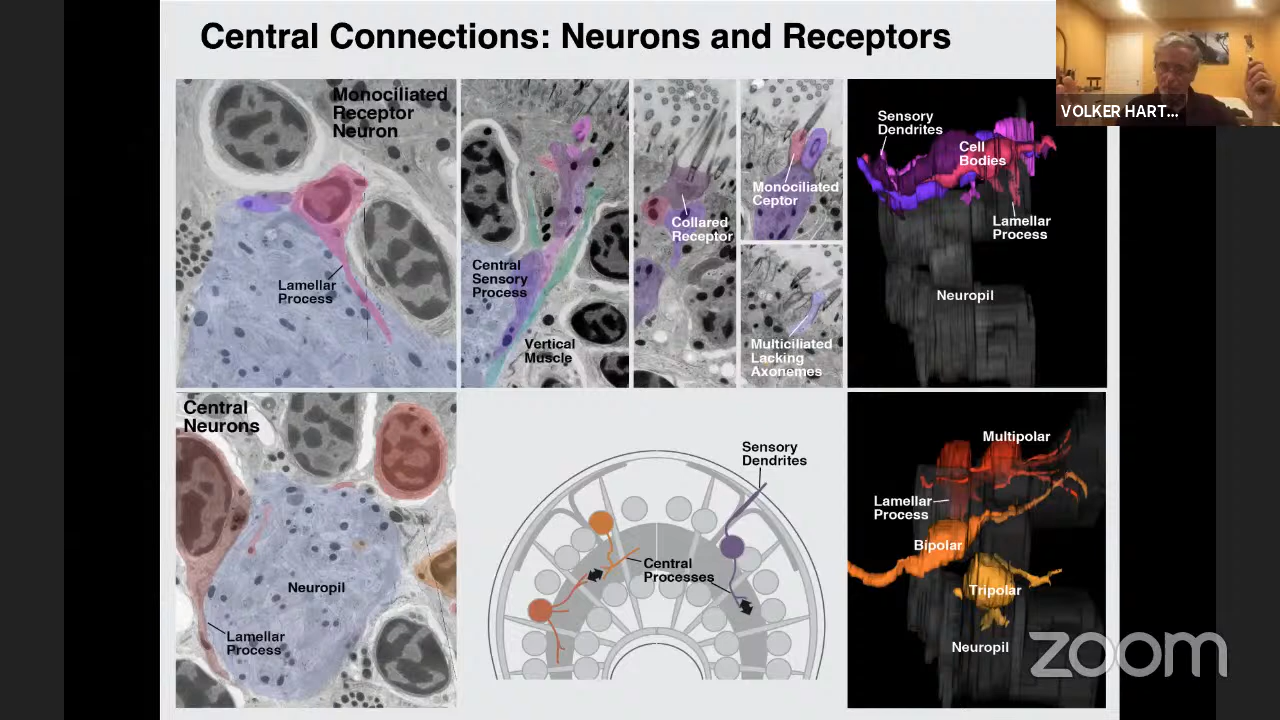 Central Connections: Neurons and Receptors
VOLKER HART...
Monociliated
Receptor
Neuron
Lamellar
Process
Central
Sensory
Process
Vertical
Muscle
Collared
Receptor
Monociliated
Ceptor
Multiciliated
Lacking
Axonemes
Sensory
Dendrites
Cell
Bodies
Lamellar
Process
Neuropil
Central
Neurons
Neuropil
Lamellar
Process
Sensory
Dendrites
Central
Processes
Multipolar
Lamellar
Process
Bipolar
Tripolar
Neuropil
zoom